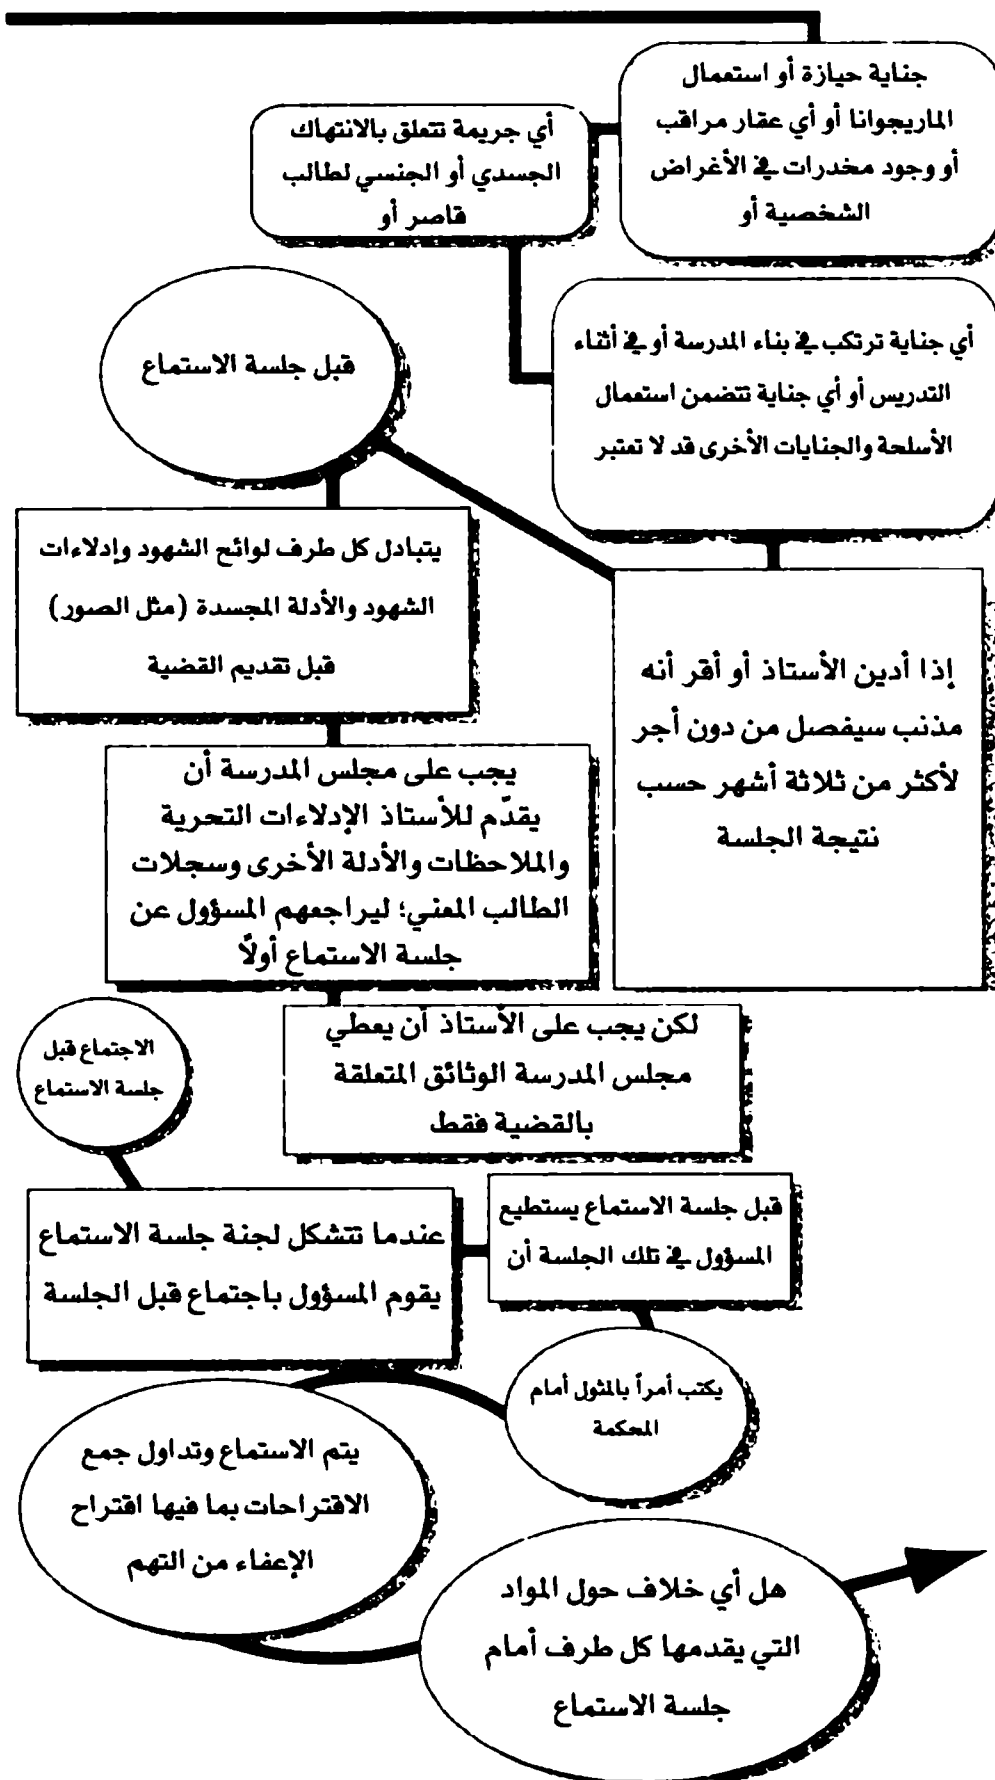 جناية حيازة أو استعمال
الماريجوانا أو أي عقار مراقب
أو وجود مخدرات في الأغراض
الشخصية أو
أي جريمة تتعلق بالانتهاك
الجسدي أو الجنسي لطالب
قاصر أو
أي جناية ترتكب في بناء المدرسة أو في أثناء
التدريس أو أي جناية تتضمن استعمال
الأسلحة والجنايات الأخرى قد لا تعتبر
إذا أدين الأستاذ أو أقر أنه
مذنب سيفصل من دون أجر
لأكثر من ثلاثة أشهر حسب
نتيجة الجلسة
قبل جلسة الاستماع
يتبادل كل طرف لوائح الشهود وإدلاءات
الشهود والأدلة المجسدة (مثل الصور)
قبل تقديم القضية
يجب على مجلس المدرسة أن
يقدّم للأستاذ الإدلاءات التحرية
والملاحظات والأدلة الأخرى وسجلات
الطالب المعني؛ ليراجعهم المسؤول عن
جلسة الاستماع أولًا
لكن يجب على الأستاذ أن يعطي
مجلس المدرسة الوثائق المتعلقة
بالقضية فقط
الاجتماع قبل
جلسة الاستماع
عندما تتشكل لجنة جلسة الاستماع
يقوم المسؤول باجتماع قبل الجلسة
قبل جلسة الاستماع يستطيع
المسؤول في تلك الجلسة أن
يكتب أمراً بالمثول أمام
المحكمة
يتم الاستماع وتداول جمع
الاقتراحات بما فيها اقتراح
الإعفاء من التهم
هل أي خلاف حول المواد
التي يقدمها كل طرف أمام
جلسة الاستماع